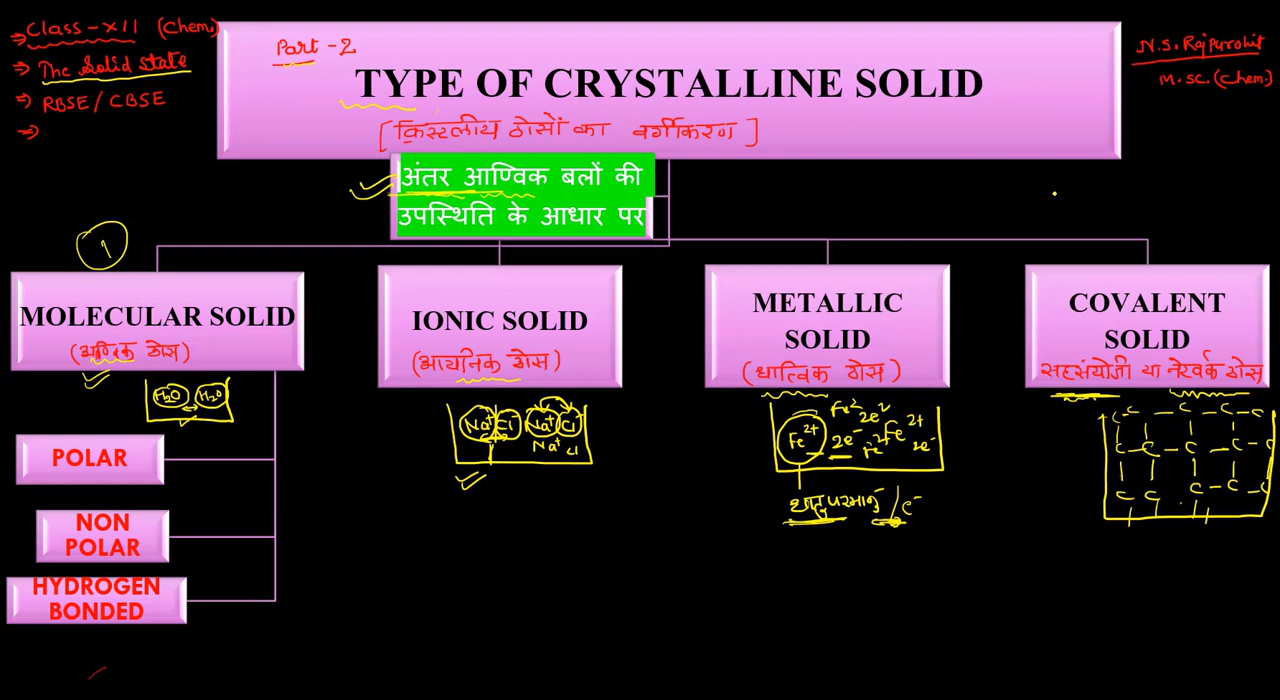 ⇒ Class-XII (Chem.)
⇒ The Solid State
⇒ RBSE / CBSE
⇒
Part-2
TYPE OF CRYSTALLINE SOLID
[क्रिस्टलीय ठोसों का वर्गीकरण]
N.S. Rajpurohit
M.SC. (Chem.)
अंतर आण्विक बलों की
उपस्थिति के आधार पर
1
MOLECULAR SOLID
(आण्विक ठोस)
H₂O H₂O
POLAR
NON
POLAR
HYDROGEN
BONDED
IONIC SOLID
(आयनिक ठोस)
Na⁺ Cl⁻ Na⁺ Cl⁻
Na⁺ Cl
METALLIC
SOLID
(धात्विक ठोस)
Fe²⁺ 2e⁻ Fe²⁺ 2e⁻
धातु परमाणु / e⁻
COVALENT
SOLID
सहसंयोजी या नेटवर्क ठोस
C-C C-C-C
C-C-C-C-C
C C C-C-C